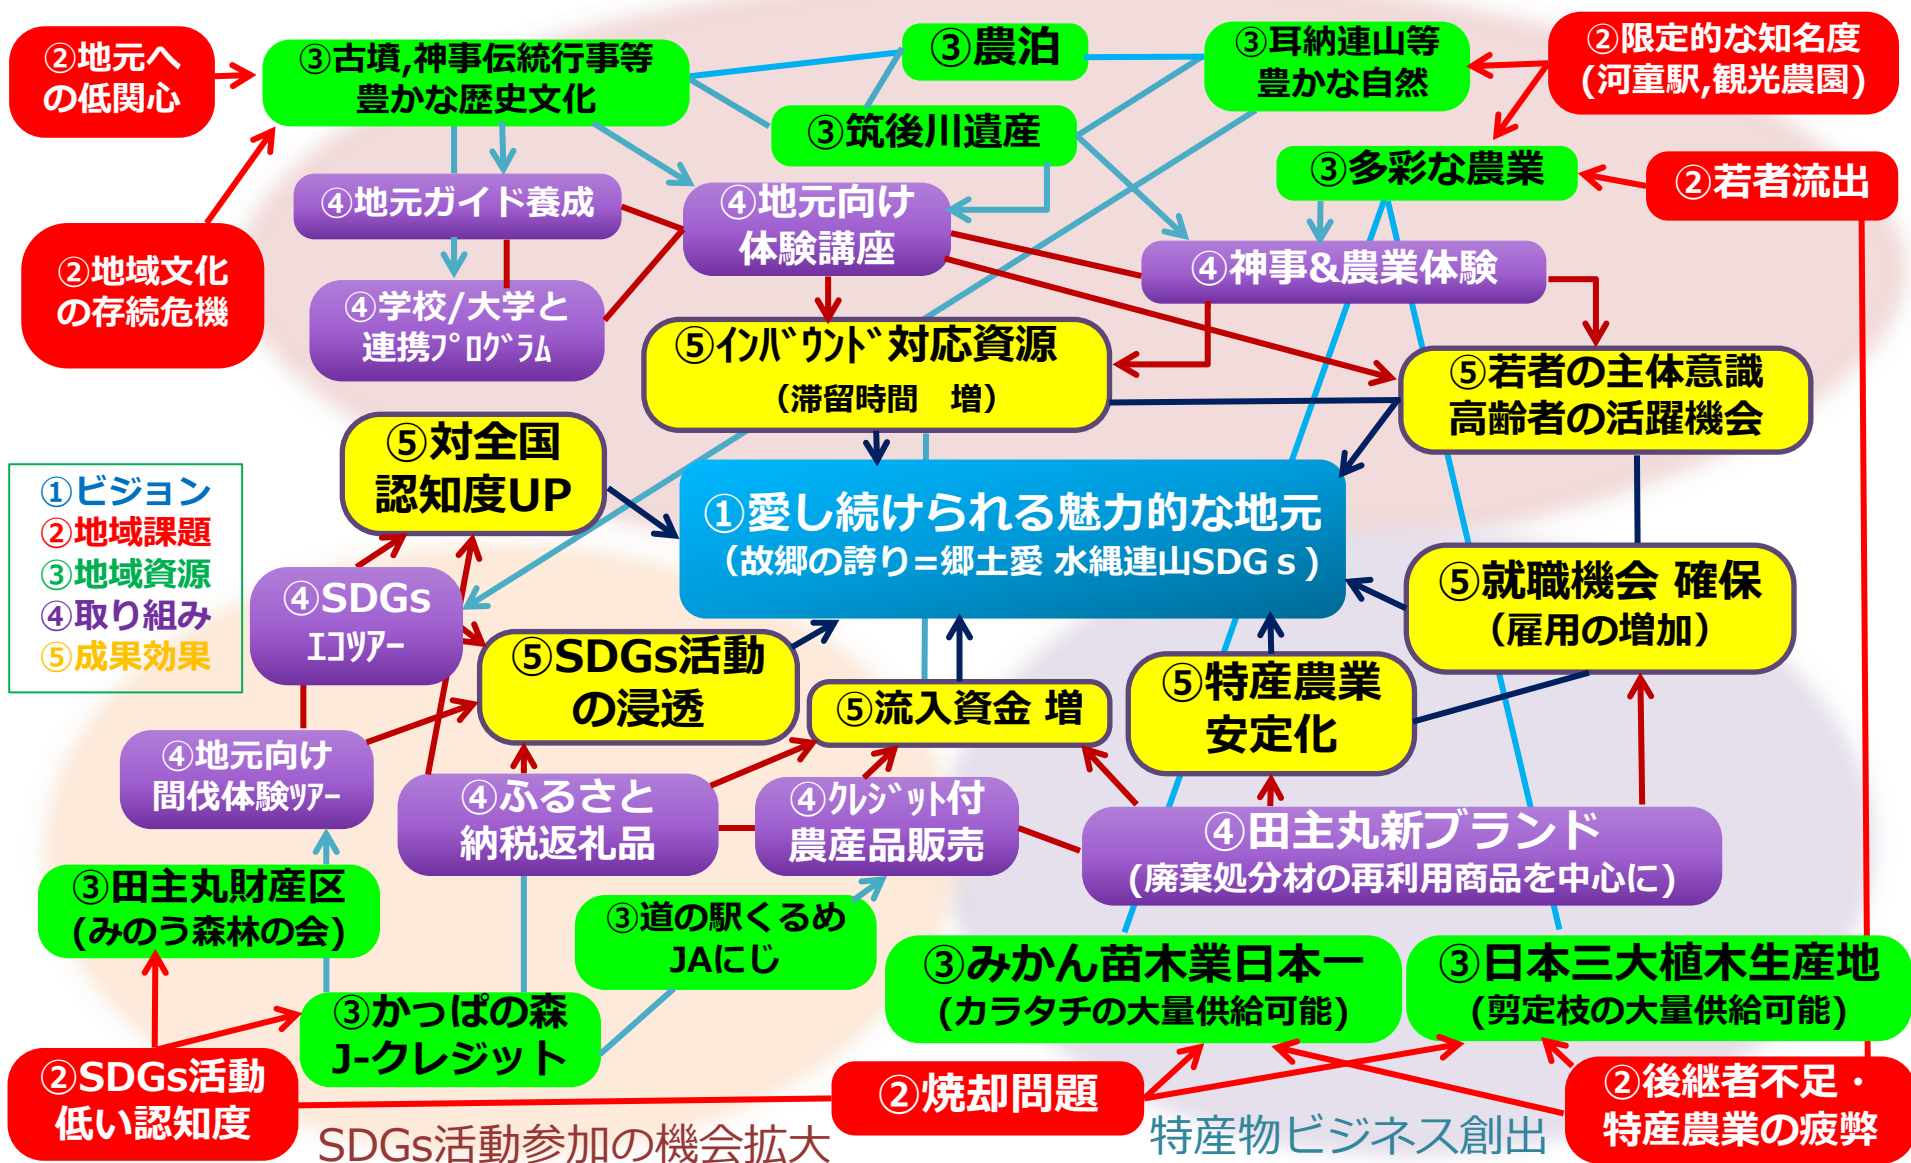 ②地元へ
の低関心
③古墳,神事伝統行事等
豊かな歴史文化
③農泊
③耳納連山等
豊かな自然
②限定的な知名度
(河童駅,観光農園)
③筑後川遺産
③多彩な農業
②若者流出
④地元ガイド養成
④地元向け
体験講座
②地域文化
の存続危機
④神事&農業体験
④学校/大学と
連携ﾌﾟﾛｸﾞﾗﾑ
⑤ｲﾝﾊﾞｳﾝﾄﾞ対応資源
（滞留時間　増）
⑤若者の主体意識
高齢者の活躍機会
⑤対全国
認知度UP
①ビジョン
②地域課題
③地域資源
④取り組み
⑤成果効果
①愛し続けられる魅力的な地元
（故郷の誇り=郷土愛 水縄連山SDGｓ）
④SDGs
ｴｺﾂｱｰ
⑤就職機会 確保
（雇用の増加）
⑤SDGs活動
の浸透
⑤流入資金 増
⑤特産農業
安定化
④地元向け
間伐体験ﾂｱｰ
④ふるさと
納税返礼品
④ｸﾚｼﾞｯﾄ付
農産品販売
④田主丸新ブランド
(廃棄処分材の再利用商品を中心に)
③田主丸財産区
(みのう森林の会)
③道の駅くるめ
JAにじ
③みかん苗木業日本一
(カラタチの大量供給可能)
③日本三大植木生産地
(剪定枝の大量供給可能)
③かっぱの森
J-クレジット
②SDGs活動
低い認知度
②焼却問題
②後継者不足・
特産農業の疲弊
SDGs活動参加の機会拡大
特産物ビジネス創出